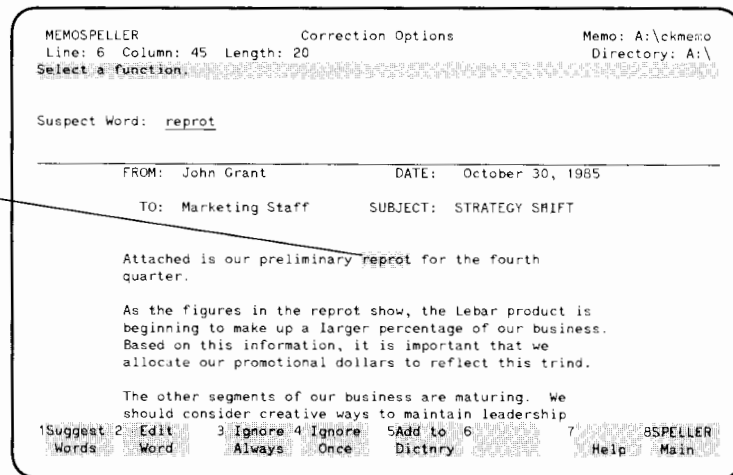 MEMOSPELLER Correction Options Memo: A:\ckmemo
Line: 6 Column: 45 Length: 20 Directory: A:\
Select a function.
Suspect Word: reprot
FROM: John Grant DATE: October 30, 1985
TO: Marketing Staff SUBJECT: STRATEGY SHIFT
Attached is our preliminary reprot for the fourth
quarter.
As the figures in the reprot show, the Lebar product is
beginning to make up a larger percentage of our business.
Based on this information, it is important that we
allocate our promotional dollars to reflect this trind.
The other segments of our business are maturing. We
should consider creative ways to maintain leadership
1Suggest 2 Edit 3 Ignore 4 Ignore 5Add to 6 7 8SPELLER
Words Word Always Once Dictnry Help Main